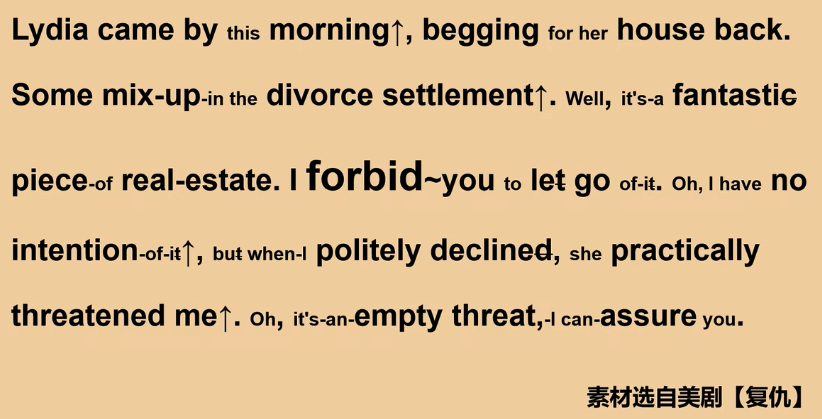 Lydia came by this morning↑, begging for her house back.
Some mix-up-in the divorce settlement↑. Well, it's-a fantastic
piece-of real-estate. I forbid~you to let go of-it. Oh, I have no
intention-of-it↑, but when-I politely declined, she practically
threatened me↑. Oh, it's-an-empty threat,-I can-assure you.
素材选自美剧【复仇】